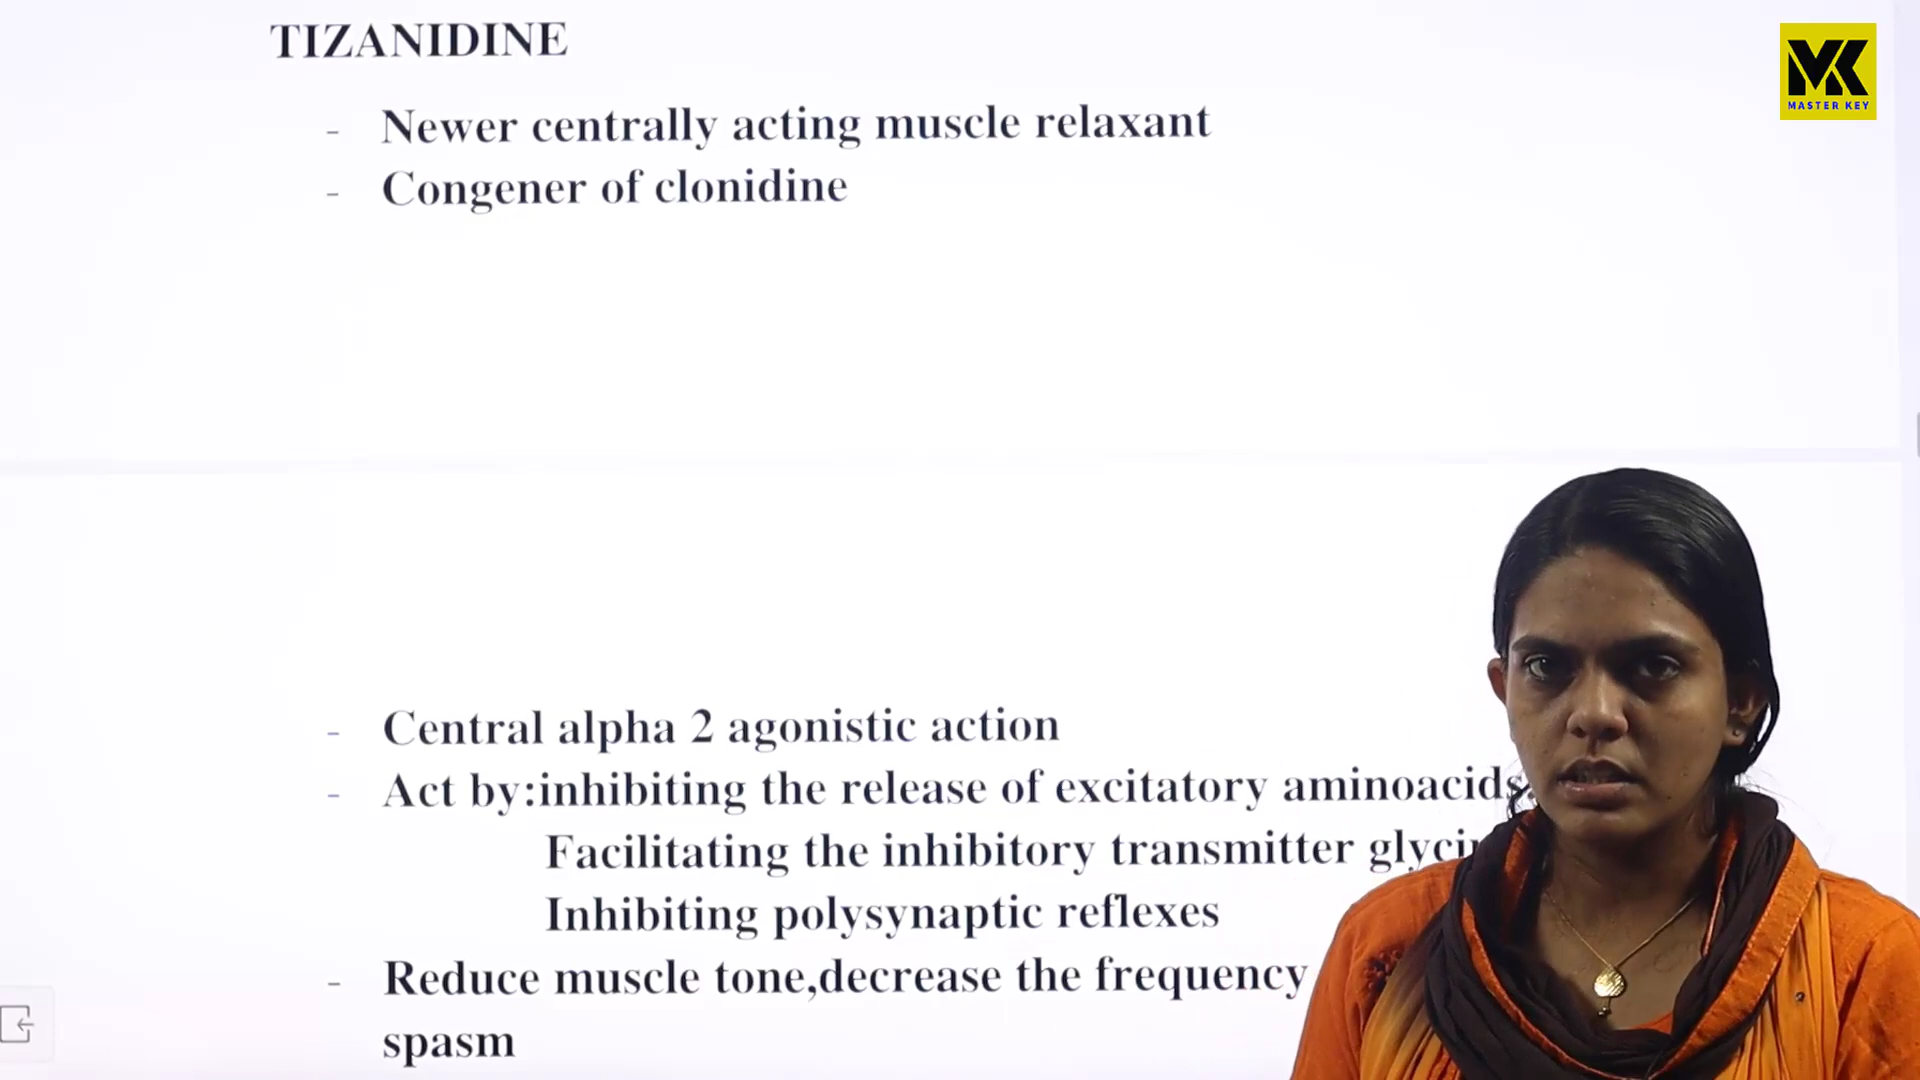 TIZANIDINE
MASTER KEY
- Newer centrally acting muscle relaxant
- Congener of clonidine
- Central alpha 2 agonistic action
- Act by:inhibiting the release of excitatory aminoacids
Facilitating the inhibitory transmitter
Inhibiting polysynaptic reflexes
- Reduce muscle tone,decrease the frequency
spasm